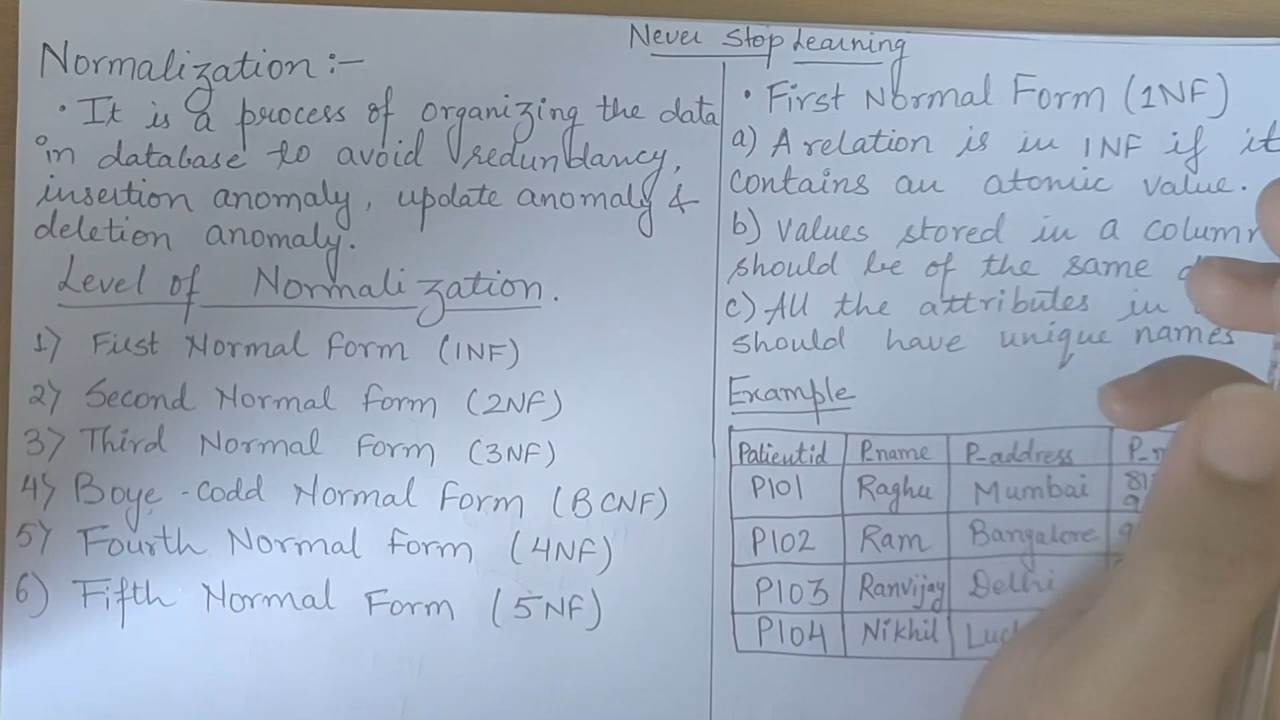 Never Stop Learning
Normalization :-
• It is a process of organizing the data
in database to avoid redundancy,
insertion anomaly, update anomaly &
deletion anomaly.
Level of Normalization.
1) First Normal Form (1NF)
2) Second Normal Form (2NF)
3) Third Normal Form (3NF)
4) Boye-Codd Normal Form (BCNF)
5) Fourth Normal Form (4NF)
6) Fifth Normal Form (5NF)
• First Normal Form (1NF)
a) A relation is in 1NF if it
contains an atomic value.
b) Values stored in a column
should be of the same
c) All the attributes in
should have unique names
Example
Patientid P_name P_address
P101 Raghu Mumbai
P102 Ram Bangalore
P103 Ranvijay Delhi
P104 Nikhil